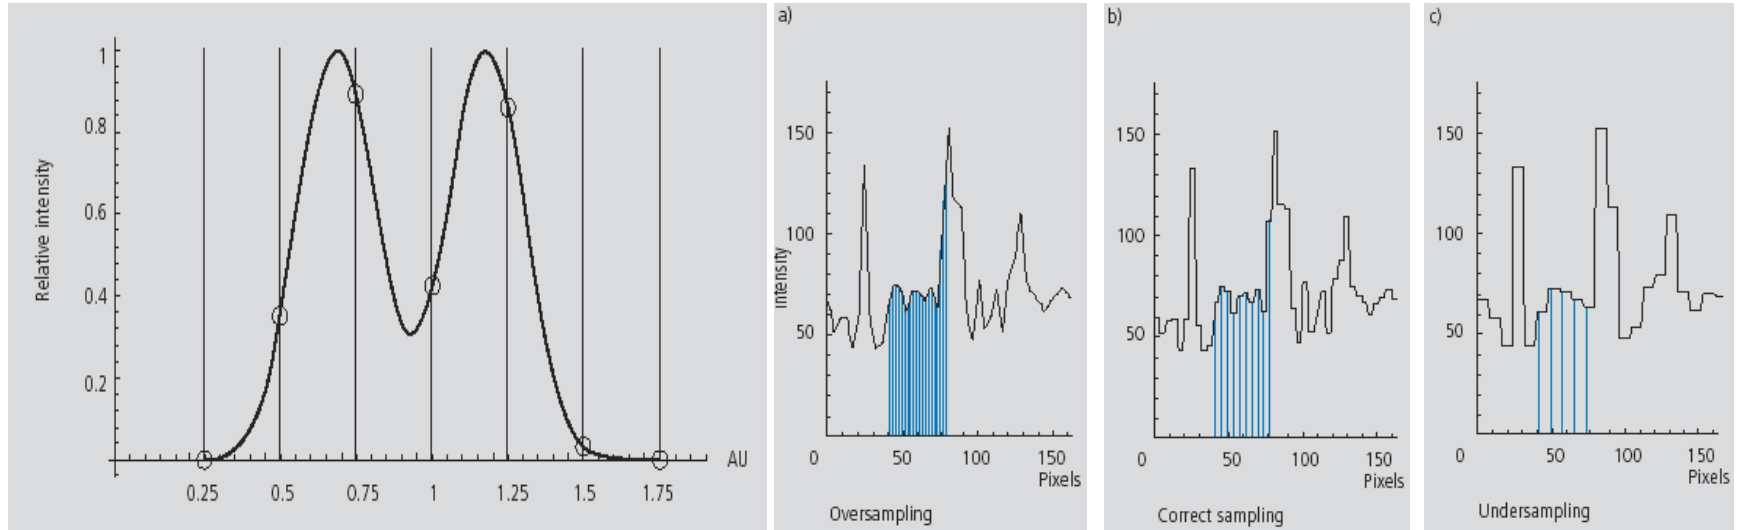 Relative intensity
1
0.8
0.6
0.4
0.2
0.25 0.5 0.75 1 1.25 1.5 1.75
AU
a)
Intensity
150
100
50
0 50 100 150
Pixels
Oversampling
b)
150
100
50
0 50 100 150
Pixels
Correct sampling
c)
150
100
50
0 50 100 150
Pixels
Undersampling